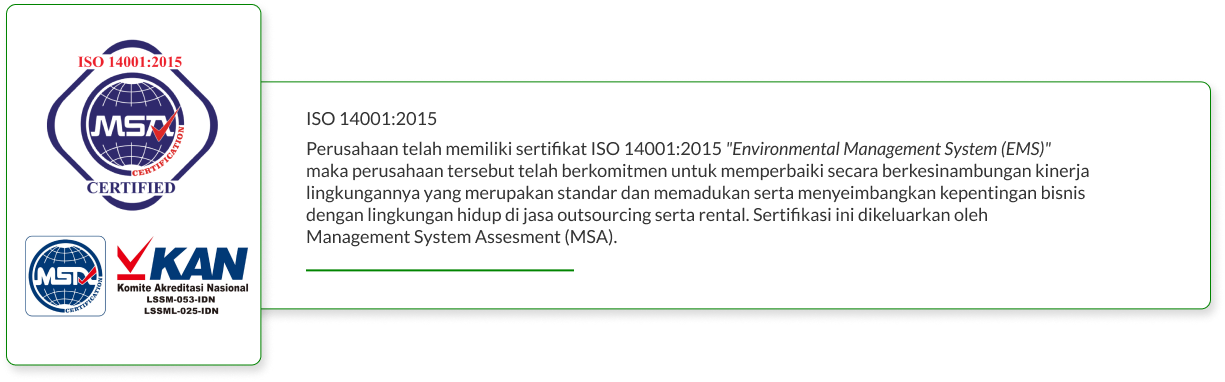 ISO 14001:2015
MSA
CERTIFICATION
CERTIFIED
MSA
CERTIFICATION
KAN
Komite Akreditasi Nasional
LSSM-053-IDN
LSSML-025-IDN
ISO 14001:2015
Perusahaan telah memiliki sertifikat ISO 14001:2015 "Environmental Management System (EMS)"
maka perusahaan tersebut telah berkomitmen untuk memperbaiki secara berkesinambungan kinerja
lingkungannya yang merupakan standar dan memadukan serta menyeimbangkan kepentingan bisnis
dengan lingkungan hidup di jasa outsourcing serta rental. Sertifikasi ini dikeluarkan oleh
Management System Assesment (MSA).